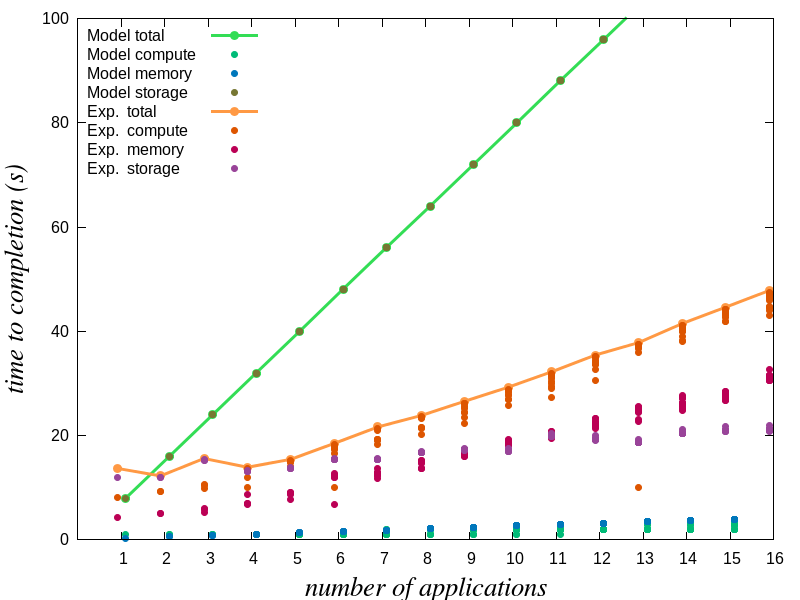 100
80
60
40
20
0
time to completion (s)
Model total
Model compute
Model memory
Model storage
Exp. total
Exp. compute
Exp. memory
Exp. storage
1 2 3 4 5 6 7 8 9 10 11 12 13 14 15 16
number of applications